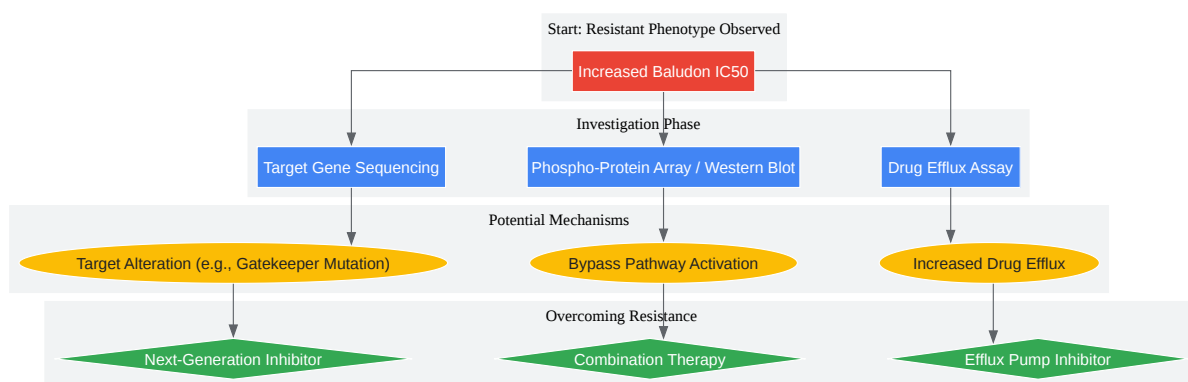 Start: Resistant Phenotype Observed
Increased Baludon IC50
Investigation Phase
Target Gene Sequencing
Phospho-Protein Array / Western Blot
Drug Efflux Assay
Potential Mechanisms
Target Alteration (e.g., Gatekeeper Mutation)
Bypass Pathway Activation
Increased Drug Efflux
Overcoming Resistance
Next-Generation Inhibitor
Combination Therapy
Efflux Pump Inhibitor